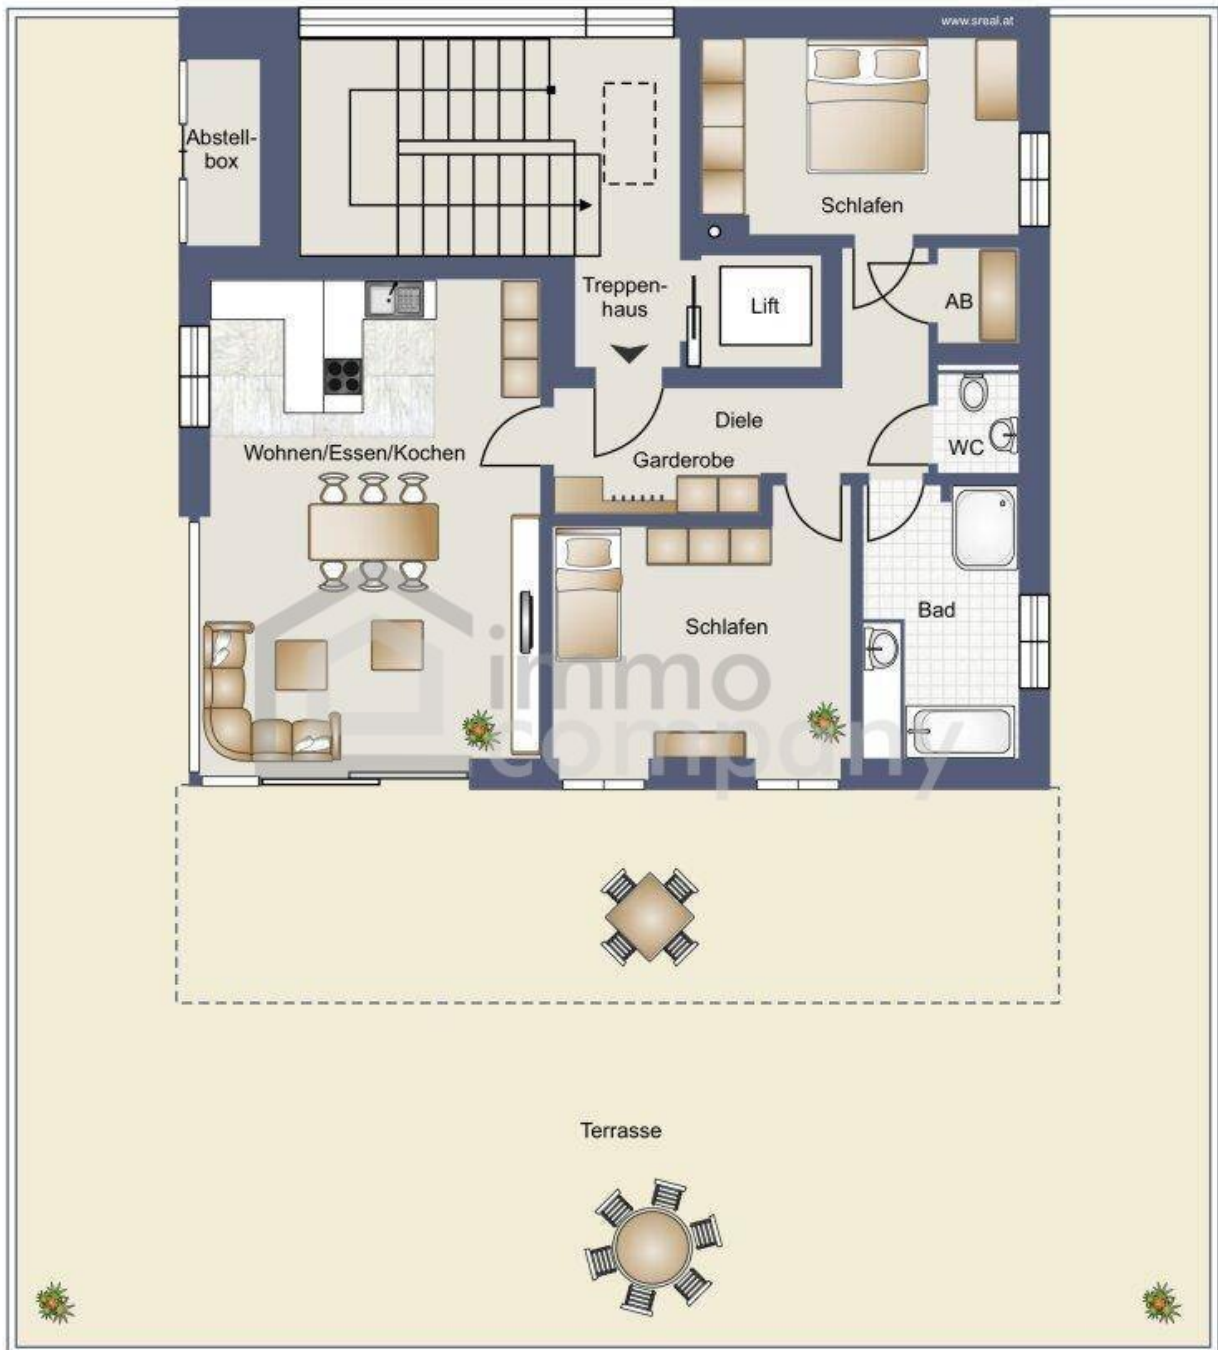 www.sreal.at
Abstell-
box
Schlafen
Treppen-
haus
Lift
AB
Diele
Wohnen/Essen/Kochen
Garderobe
WC
Bad
Schlafen
immo
company
Terrasse